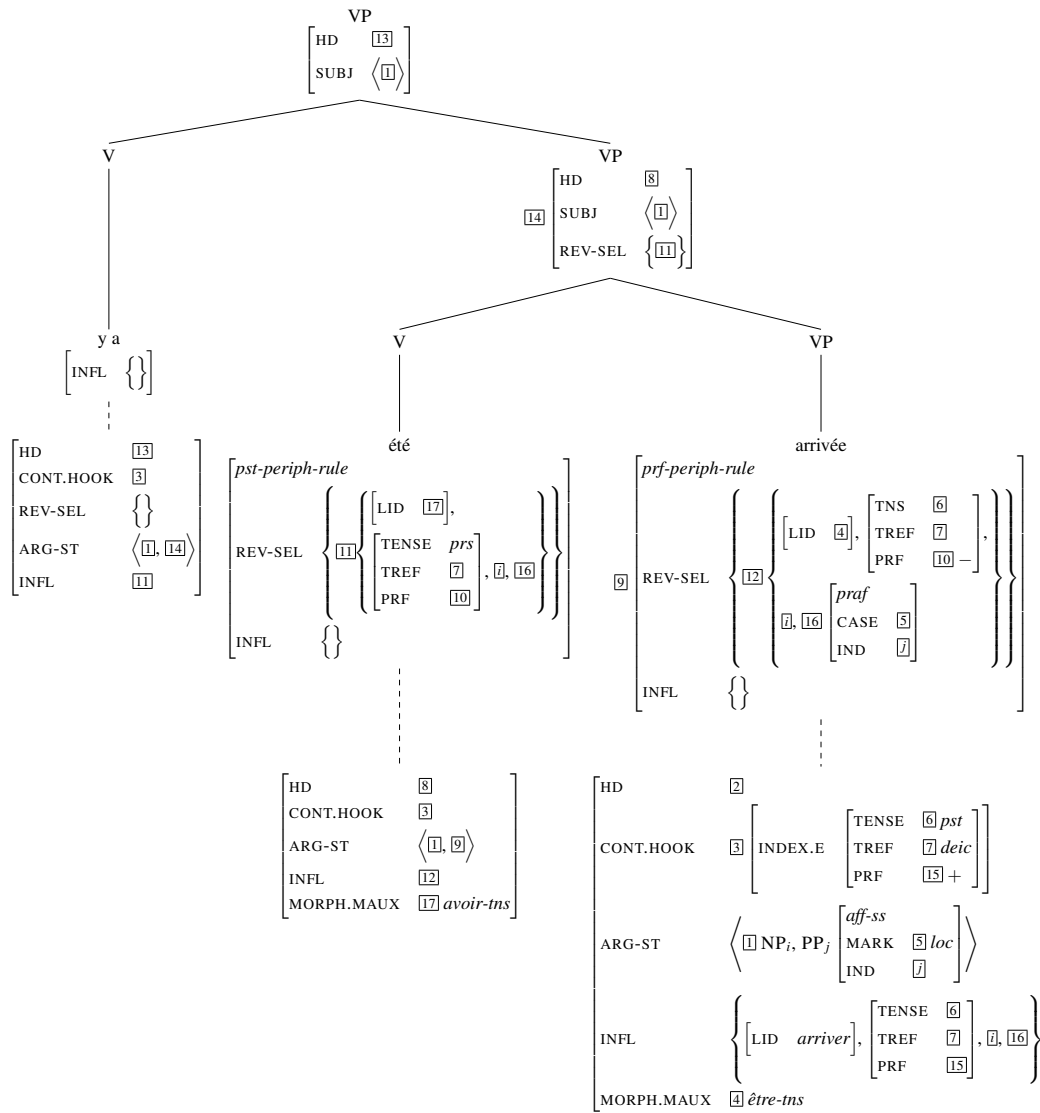 VP
HD 13
SUBJ ⟨1⟩
V
VP
14
HD 8
SUBJ ⟨1⟩
REV-SEL {11}
y a
INFL {}
HD 13
CONT.HOOK 3
REV-SEL {}
ARG-ST ⟨1, 14⟩
INFL 11
V
été
pst-periph-rule
REV-SEL { 11 { [LID 17],
[TENSE prs
TREF 7
PRF 10], i, 16 } }
INFL {}
HD 8
CONT.HOOK 3
ARG-ST ⟨1, 9⟩
INFL 12
MORPH.MAUX 17 avoir-tns
VP
arrivée
9
prf-periph-rule
REV-SEL { 12 { [LID 4], [TNS 6
TREF 7
PRF 10 −],
i, 16 [praf
CASE 5
IND j] } }
INFL {}
HD 2
CONT.HOOK 3 [INDEX.E [TENSE 6 pst
TREF 7 deic
PRF 15 +]]
ARG-ST ⟨1 NPi, PPj [aff-ss
MARK 5 loc
IND j]⟩
INFL { [LID arriver], [TENSE 6
TREF 7
PRF 15], i, 16 }
MORPH.MAUX 4 être-tns